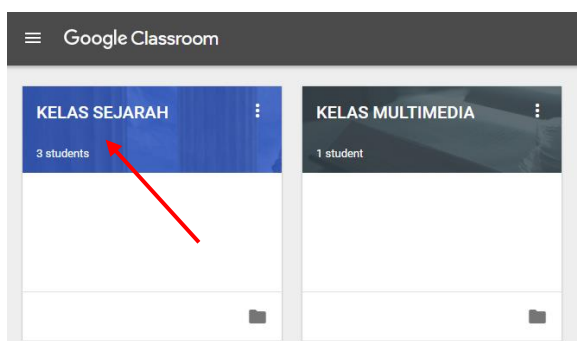 Google Classroom
KELAS SEJARAH
3 students
KELAS MULTIMEDIA
1 student